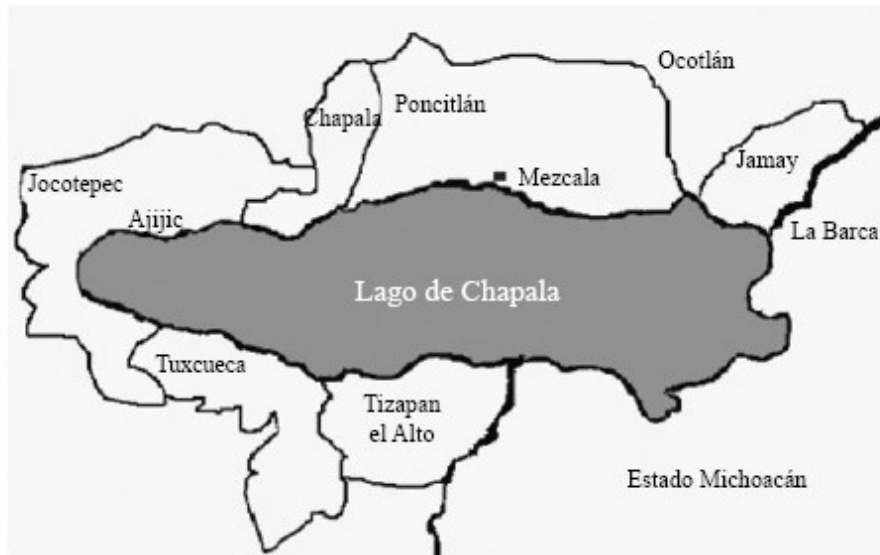 Ocotlán
Chapala
Poncitlán
Jamay
Mezcala
Jocotepec
Ajijic
La Barca
Lago de Chapala
Tuxcueca
Tizapan
el Alto
Estado Michoacán